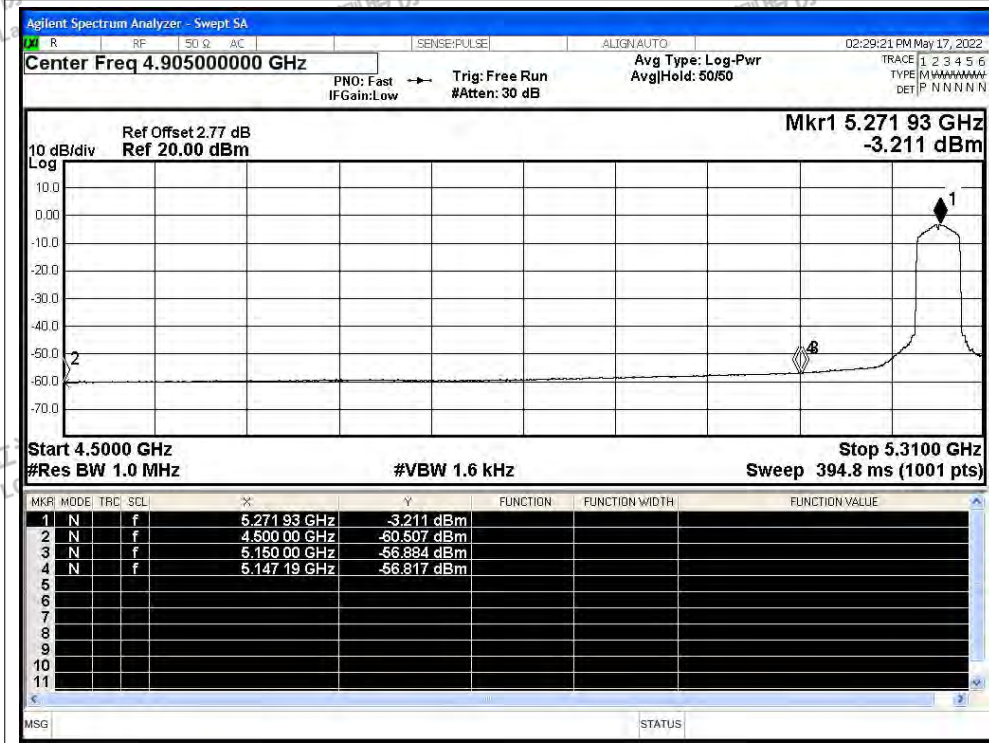 Agilent Spectrum Analyzer - Swept SA
R RF 50 Ω AC SENSE:PULSE ALIGNAUTO 02:29:21 PM May 17, 2022
Center Freq 4.905000000 GHz Avg Type: Log-Pwr TRACE 1 2 3 4 5 6
PNO: Fast Trig: Free Run Avg|Hold: 50/50 TYPE M WWWWW
IFGain:Low #Atten: 30 dB DET P N N N N N
Mkr1 5.271 93 GHz
-3.211 dBm
Ref Offset 2.77 dB
10 dB/div Ref 20.00 dBm
Log
10.0
0.00
-10.0
-20.0
-30.0
-40.0
-50.0
-60.0
-70.0
1
2
4 3
Start 4.5000 GHz Stop 5.3100 GHz
#Res BW 1.0 MHz #VBW 1.6 kHz Sweep 394.8 ms (1001 pts)
MKR MODE TRC SCL X Y FUNCTION FUNCTION WIDTH FUNCTION VALUE
1 N f 5.271 93 GHz -3.211 dBm
2 N f 4.500 00 GHz -60.507 dBm
3 N f 5.150 00 GHz -56.884 dBm
4 N f 5.147 19 GHz -56.817 dBm
5
6
7
8
9
10
11
MSG STATUS